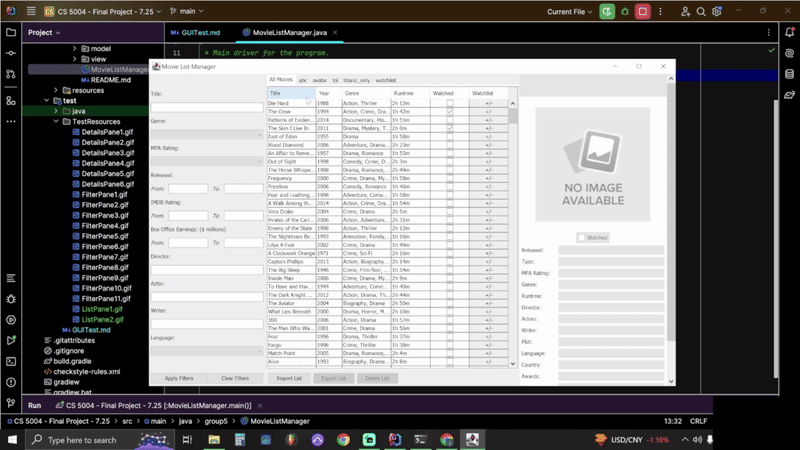 CS 5004 - Final Project - 7.25
main
Current File
Project
GUITest.md
MovieListManager.java
model
view
MovieListManager
README.md
resources
test
java
TestResources
DetailsPane1.gif
DetailsPane2.gif
DetailsPane3.gif
DetailsPane4.gif
DetailsPane5.gif
DetailsPane6.gif
FilterPane1.gif
FilterPane2.gif
FilterPane3.gif
FilterPane4.gif
FilterPane5.gif
FilterPane6.gif
FilterPane7.gif
FilterPane8.gif
FilterPane9.gif
FilterPane10.gif
FilterPane11.gif
ListPane1.gif
ListPane2.gif
GUITest.md
.gitattributes
.gitignore
build.gradle
checkstyle-rules.xml
gradlew
gradlew.bat
11
* Main driver for the program.
Movie List Manager
Title:
Genre:
MPA Rating:
Released:
From: To:
IMDB Rating:
From: To:
Box Office Earnings: ($ millions)
From: To:
Director:
Actor:
Writer:
Language:
Apply Filters Clear Filters
All Movies abc avatar lol titanic_only watchlist
Title Year Genre Runtime Watched Watchlist
Die Hard 1988 Action, Thriller 2h 12m +/-
The Crow 1994 Action, Crime, Dra... 1h 42m +/-
Patterns of Eviden... 2014 Documentary, His... 1h 55m +/-
The Skin I Live In 2011 Drama, Mystery, T... 2h 0m +/-
East of Eden 1955 Drama 1h 58m +/-
Blood Diamond 2006 Adventure, Drama... 2h 23m +/-
An Affair to Reme... 1957 Drama, Romance 1h 55m +/-
Out of Sight 1998 Comedy, Crime, D... 2h 3m +/-
The Horse Whispe... 1998 Drama, Romance... 2h 49m +/-
Frequency 2000 Crime, Drama, My... 1h 58m +/-
Priceless 2006 Comedy, Romance 1h 46m +/-
Fear and Loathing... 1998 Adventure, Come... 1h 58m +/-
A Walk Among th... 2014 Action, Crime, Dra... 1h 54m +/-
Vera Drake 2004 Crime, Drama 2h 5m +/-
Pirates of the Cari... 2006 Action, Adventure... 2h 31m +/-
Enemy of the State 1998 Action, Thriller 2h 12m +/-
The Nightmare Be... 1993 Animation, Family... 1h 16m +/-
Lilya 4-Ever 2002 Crime, Drama 1h 49m +/-
A Clockwork Orange 1971 Crime, Sci-Fi 2h 16m +/-
Captain Phillips 2013 Action, Biography... 2h 14m +/-
The Big Sleep 1946 Crime, Film-Noir, ... 1h 54m +/-
Inside Man 2006 Crime, Drama, My... 2h 9m +/-
To Have and Hav... 1944 Adventure, Come... 1h 40m +/-
The Dark Knight ... 2012 Action, Drama, Th... 2h 44m +/-
The Aviator 2004 Biography, Drama 2h 50m +/-
What Lies Beneath 2000 Drama, Horror, M... 2h 10m +/-
300 2006 Action, Drama 1h 57m +/-
The Man Who Wa... 2001 Crime, Drama 1h 56m +/-
Fear 1996 Drama, Thriller 1h 37m +/-
Fargo 1996 Crime, Thriller 1h 38m +/-
Match Point 2005 Drama, Romance... 2h 4m +/-
Alive 1993 Biography, Drama... 2h 8m +/-
Import List Export List Delete List
NO IMAGE
AVAILABLE
Watched
Released:
Type:
MPA Rating:
Genre:
Runtime:
Director:
Actors:
Writer:
Plot:
Language:
Country:
Awards:
Run CS 5004 - Final Project - 7.25 [:MovieListManager.main()]
CS 5004 - Final Project - 7.25 > src > main > java > group5 > MovieListManager
13:32 CRLF
Type here to search
USD/CNY -1.16%